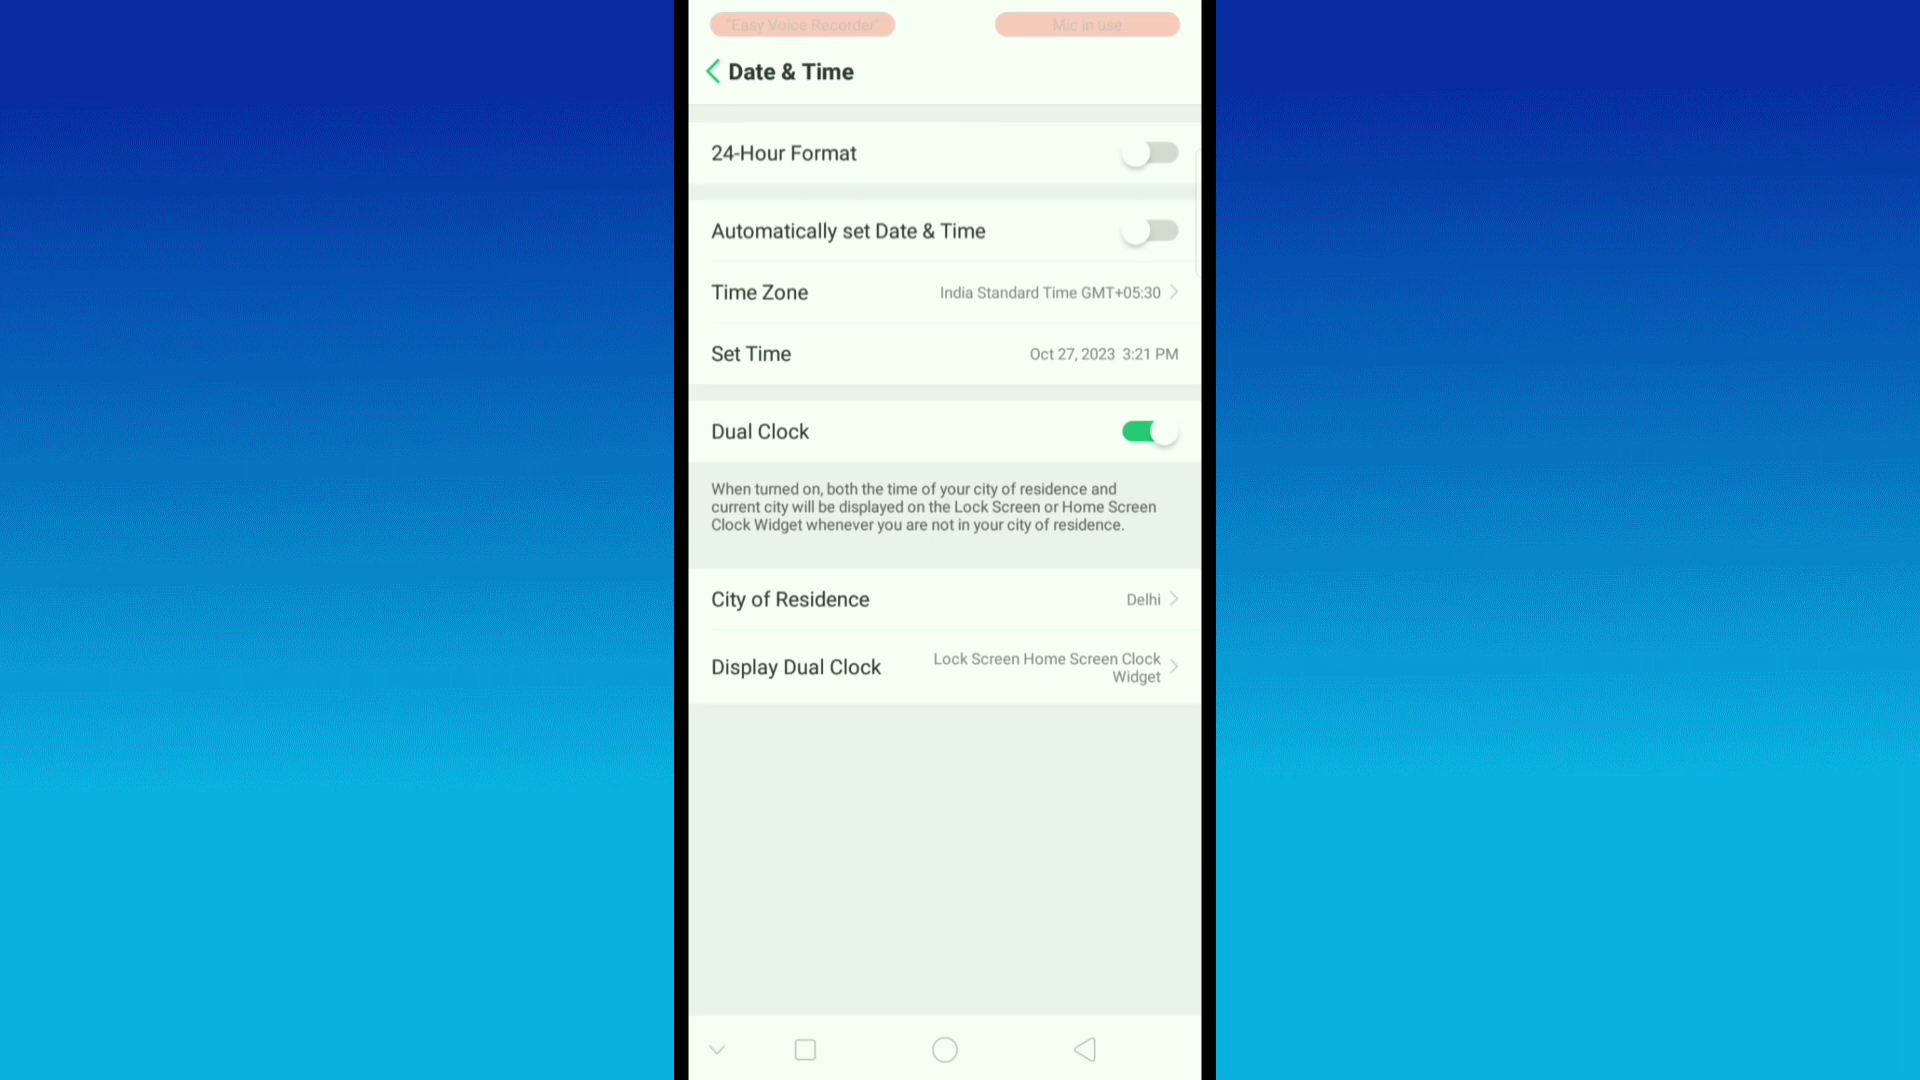 "Easy Voice Recorder" Mic in use
Date & Time
24-Hour Format
Automatically set Date & Time
Time Zone India Standard Time GMT+05:30
Set Time Oct 27, 2023 3:21 PM
Dual Clock
When turned on, both the time of your city of residence and
current city will be displayed on the Lock Screen or Home Screen
Clock Widget whenever you are not in your city of residence.
City of Residence Delhi
Display Dual Clock Lock Screen Home Screen Clock
Widget